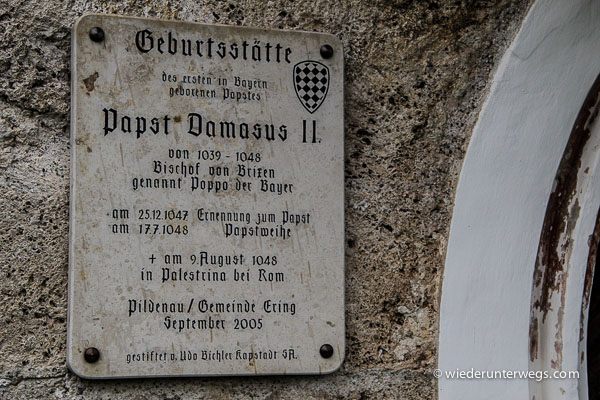 Geburtsstätte
des ersten in Bayern
geborenen Papstes
Papst Damasus II.
von 1039 - 1048
Bischof von Brixen
genannt Poppo der Bayer
am 25.12.1047 Ernennung zum Papst
am 17.7.1048 Papstweihe
+ am 9. August 1048
in Palestrina bei Rom
Pildenau / Gemeinde Ering
September 2005
gestiftet v. Udo Bichler Kapstadt SA.
© wiederunterwegs.com